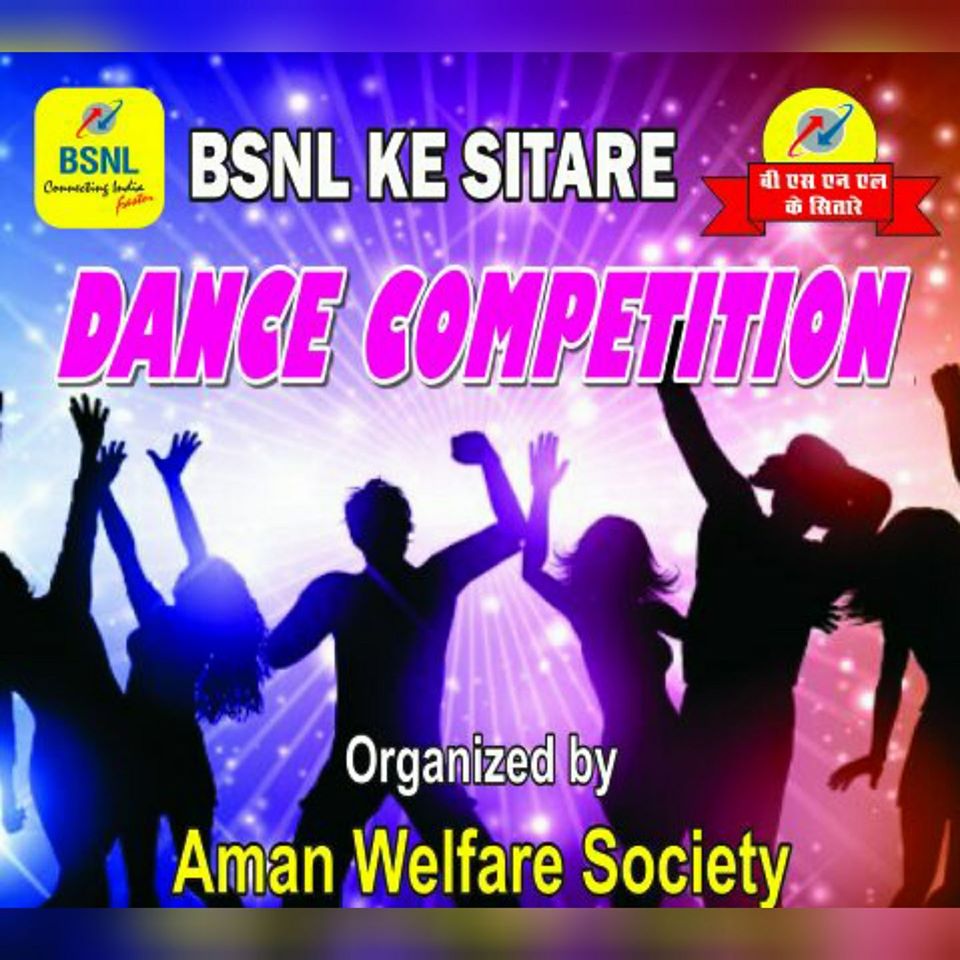 BSNL
Connecting India
faster
BSNL KE SITARE
बी एस एन एल
के सितारे
DANCE COMPETITION
Organized by
Aman Welfare Society